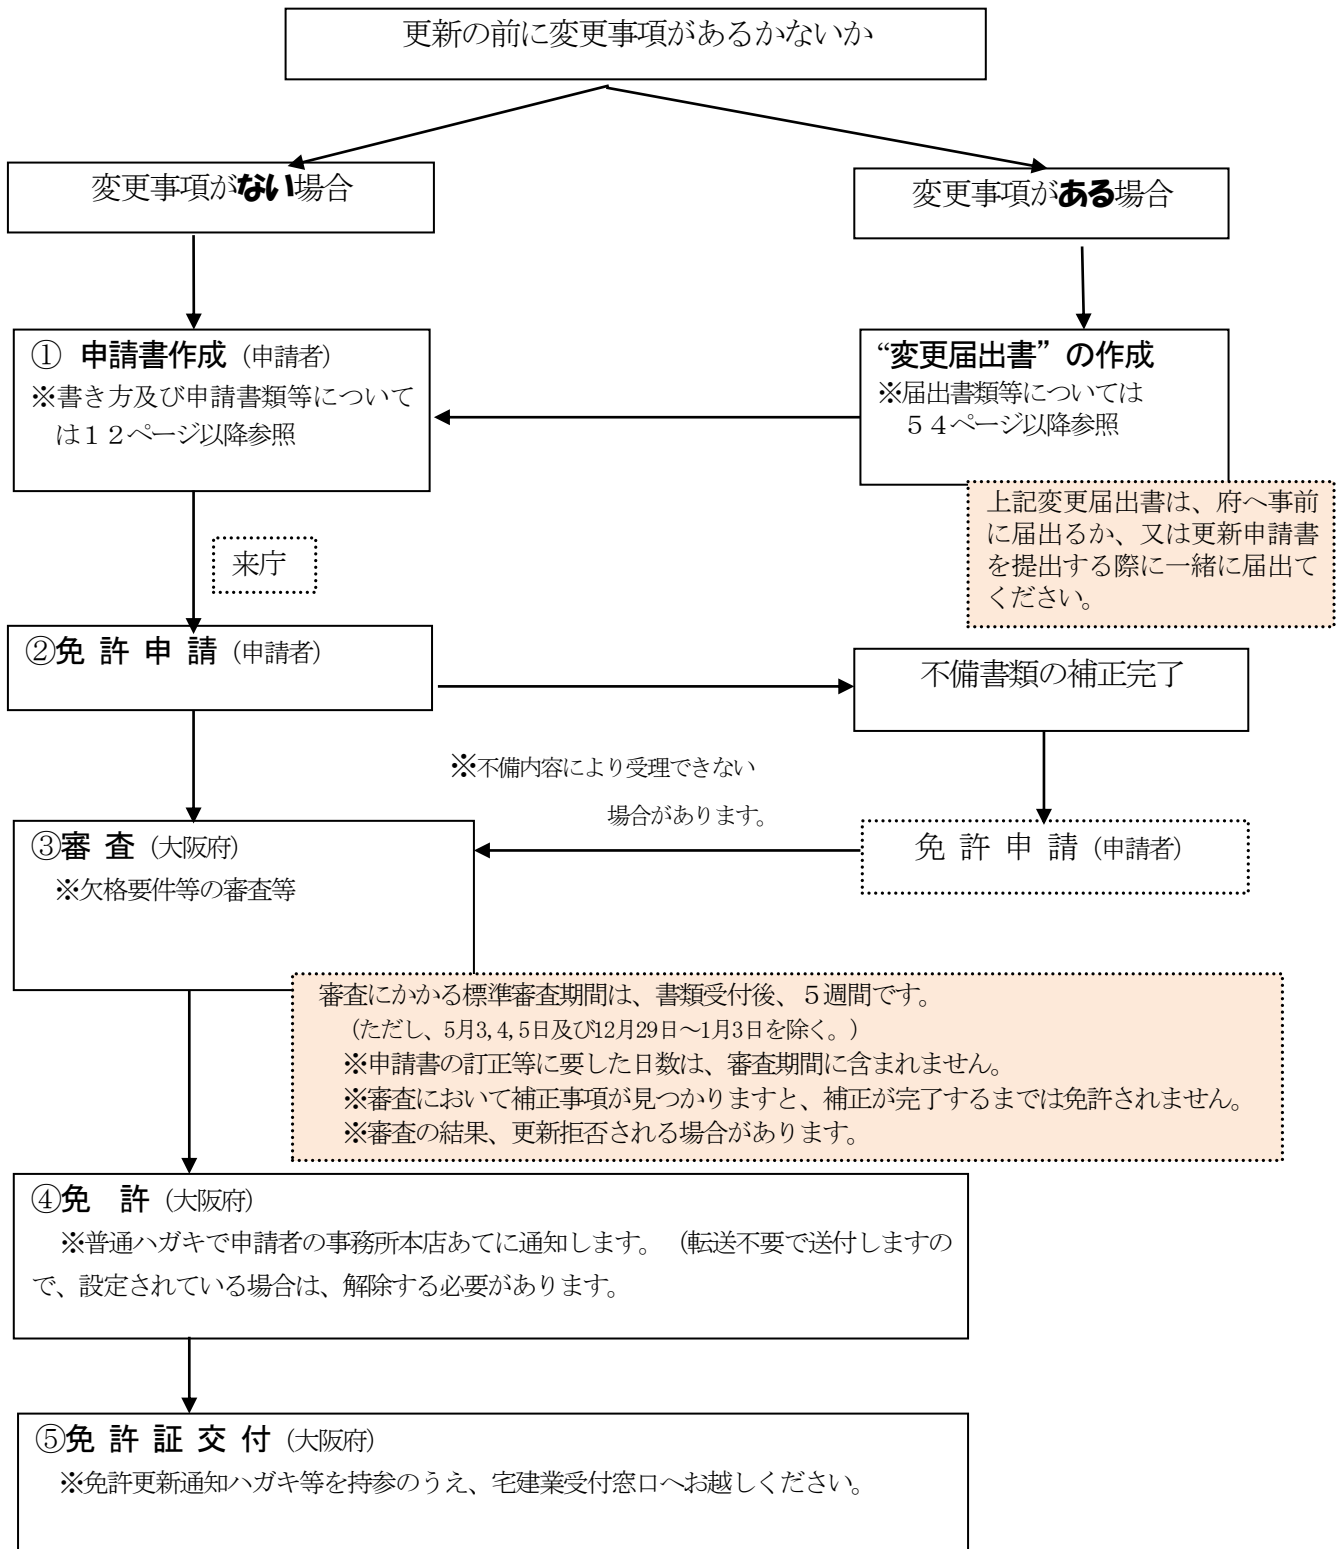 更新の前に変更事項があるかないか
変更事項がない場合
変更事項がある場合
① 申請書作成（申請者）
※書き方及び申請書類等について
は１２ページ以降参照
“変更届出書”の作成
※届出書類等については
５４ページ以降参照
上記変更届出書は、府へ事前
に届出るか、又は更新申請書
を提出する際に一緒に届出て
ください。
来庁
②免 許 申 請（申請者）
不備書類の補正完了
※不備内容により受理できない
場合があります。
③審 査（大阪府）
※欠格要件等の審査等
免 許 申 請（申請者）
審査にかかる標準審査期間は、書類受付後、５週間です。
（ただし、5月3,4,5日及び12月29日～1月3日を除く。）
※申請書の訂正等に要した日数は、審査期間に含まれません。
※審査において補正事項が見つかりますと、補正が完了するまでは免許されません。
※審査の結果、更新拒否される場合があります。
④免　許（大阪府）
※普通ハガキで申請者の事務所本店あてに通知します。（転送不要で送付しますの
で、設定されている場合は、解除する必要があります。
⑤免 許 証 交 付（大阪府）
※免許更新通知ハガキ等を持参のうえ、宅建業受付窓口へお越しください。